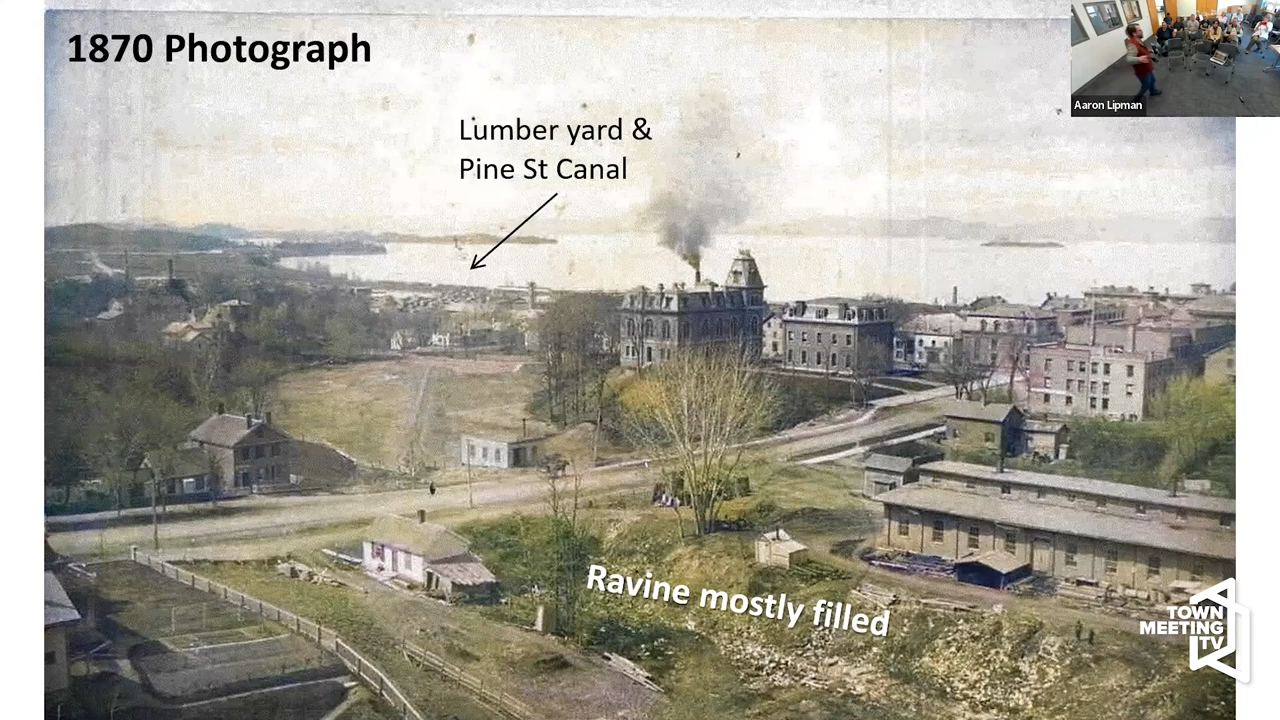 1870 Photograph
Aaron Lipman
Lumber yard &
Pine St Canal
Ravine mostly filled
TOWN
MEETING
TV